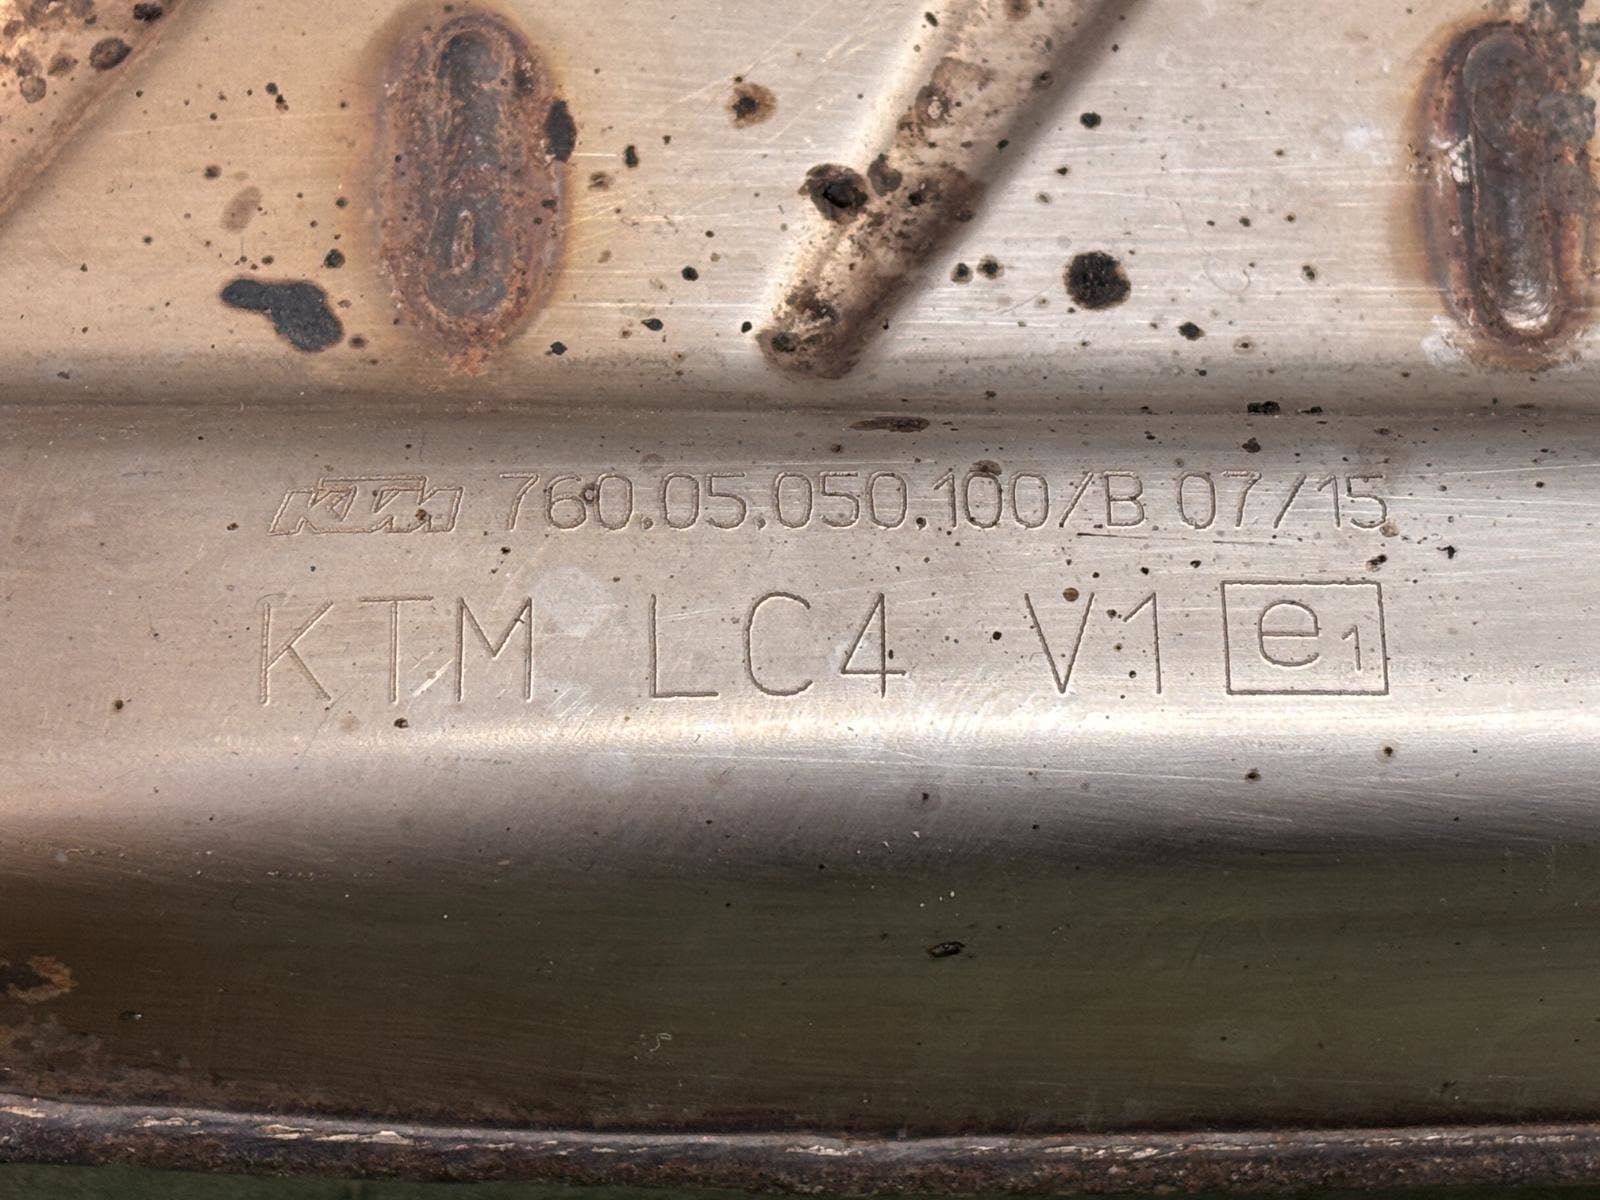 KTM 760.05.050.100/B 07/15
KTM LC4 V1 e1